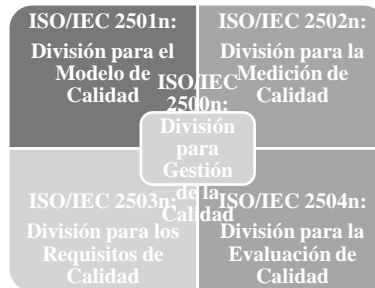 ISO/IEC 2501n:
División para el
Modelo de
Calidad
ISO/IEC 2502n:
División para la
Medición de
Calidad
ISO/IEC
2500n:
División
para
Gestión
de la
Calidad
ISO/IEC 2503n:
División para los
Requisitos de
Calidad
ISO/IEC 2504n:
División para la
Evaluación de
Calidad